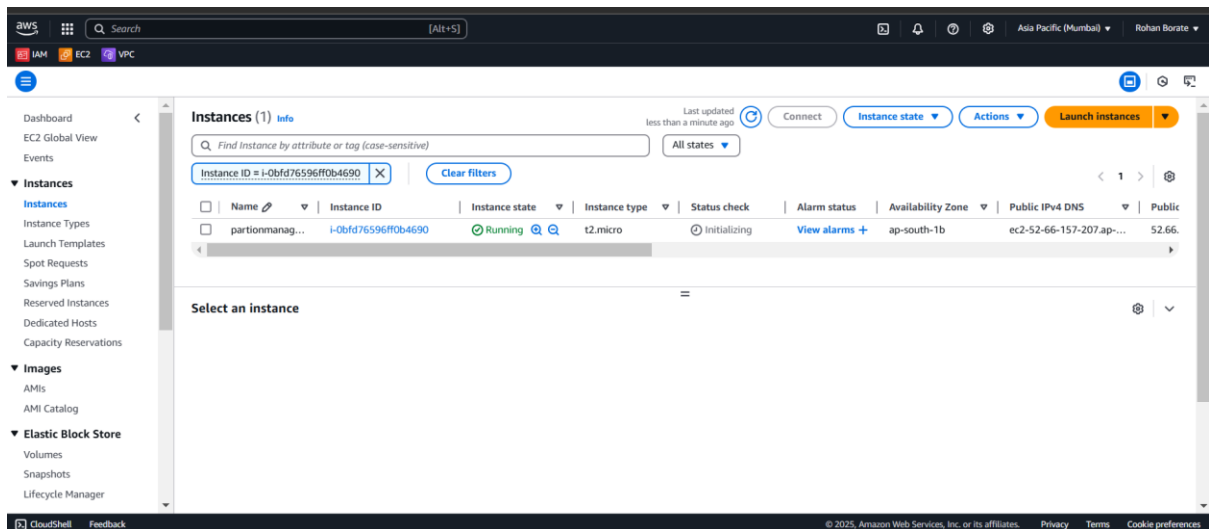 aws Search [Alt+S] Asia Pacific (Mumbai) Rohan Borate
IAM EC2 VPC
Dashboard
EC2 Global View
Events
Instances
Instances
Instance Types
Launch Templates
Spot Requests
Savings Plans
Reserved Instances
Dedicated Hosts
Capacity Reservations
Images
AMIs
AMI Catalog
Elastic Block Store
Volumes
Snapshots
Lifecycle Manager
Instances (1) Info
Last updated
less than a minute ago
Connect Instance state Actions Launch instances
Find Instance by attribute or tag (case-sensitive) All states
Instance ID = i-0bfd76596ff0b4690 Clear filters
1
Name Instance ID Instance state Instance type Status check Alarm status Availability Zone Public IPv4 DNS Public
partionmanag... i-0bfd76596ff0b4690 Running t2.micro Initializing View alarms + ap-south-1b ec2-52-66-157-207.ap-... 52.66.
Select an instance
CloudShell Feedback © 2025, Amazon Web Services, Inc. or its affiliates. Privacy Terms Cookie preferences